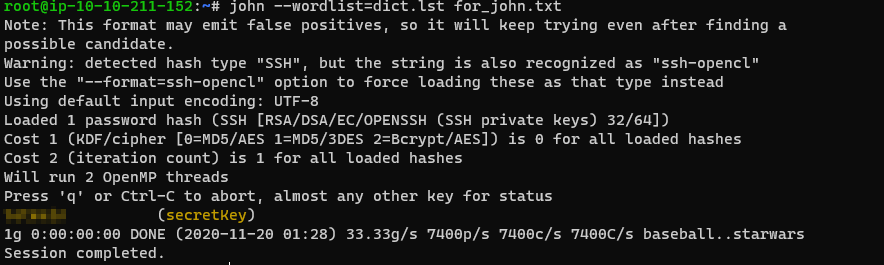 root@ip-10-10-211-152:~# john --wordlist=dict.lst for_john.txt
Note: This format may emit false positives, so it will keep trying even after finding a
possible candidate.
Warning: detected hash type "SSH", but the string is also recognized as "ssh-opencl"
Use the "--format=ssh-opencl" option to force loading these as that type instead
Using default input encoding: UTF-8
Loaded 1 password hash (SSH [RSA/DSA/EC/OPENSSH (SSH private keys) 32/64])
Cost 1 (KDF/cipher [0=MD5/AES 1=MD5/3DES 2=Bcrypt/AES]) is 0 for all loaded hashes
Cost 2 (iteration count) is 1 for all loaded hashes
Will run 2 OpenMP threads
Press 'q' or Ctrl-C to abort, almost any other key for status
(secretKey)
1g 0:00:00:00 DONE (2020-11-20 01:28) 33.33g/s 7400p/s 7400c/s 7400C/s baseball..starwars
Session completed.